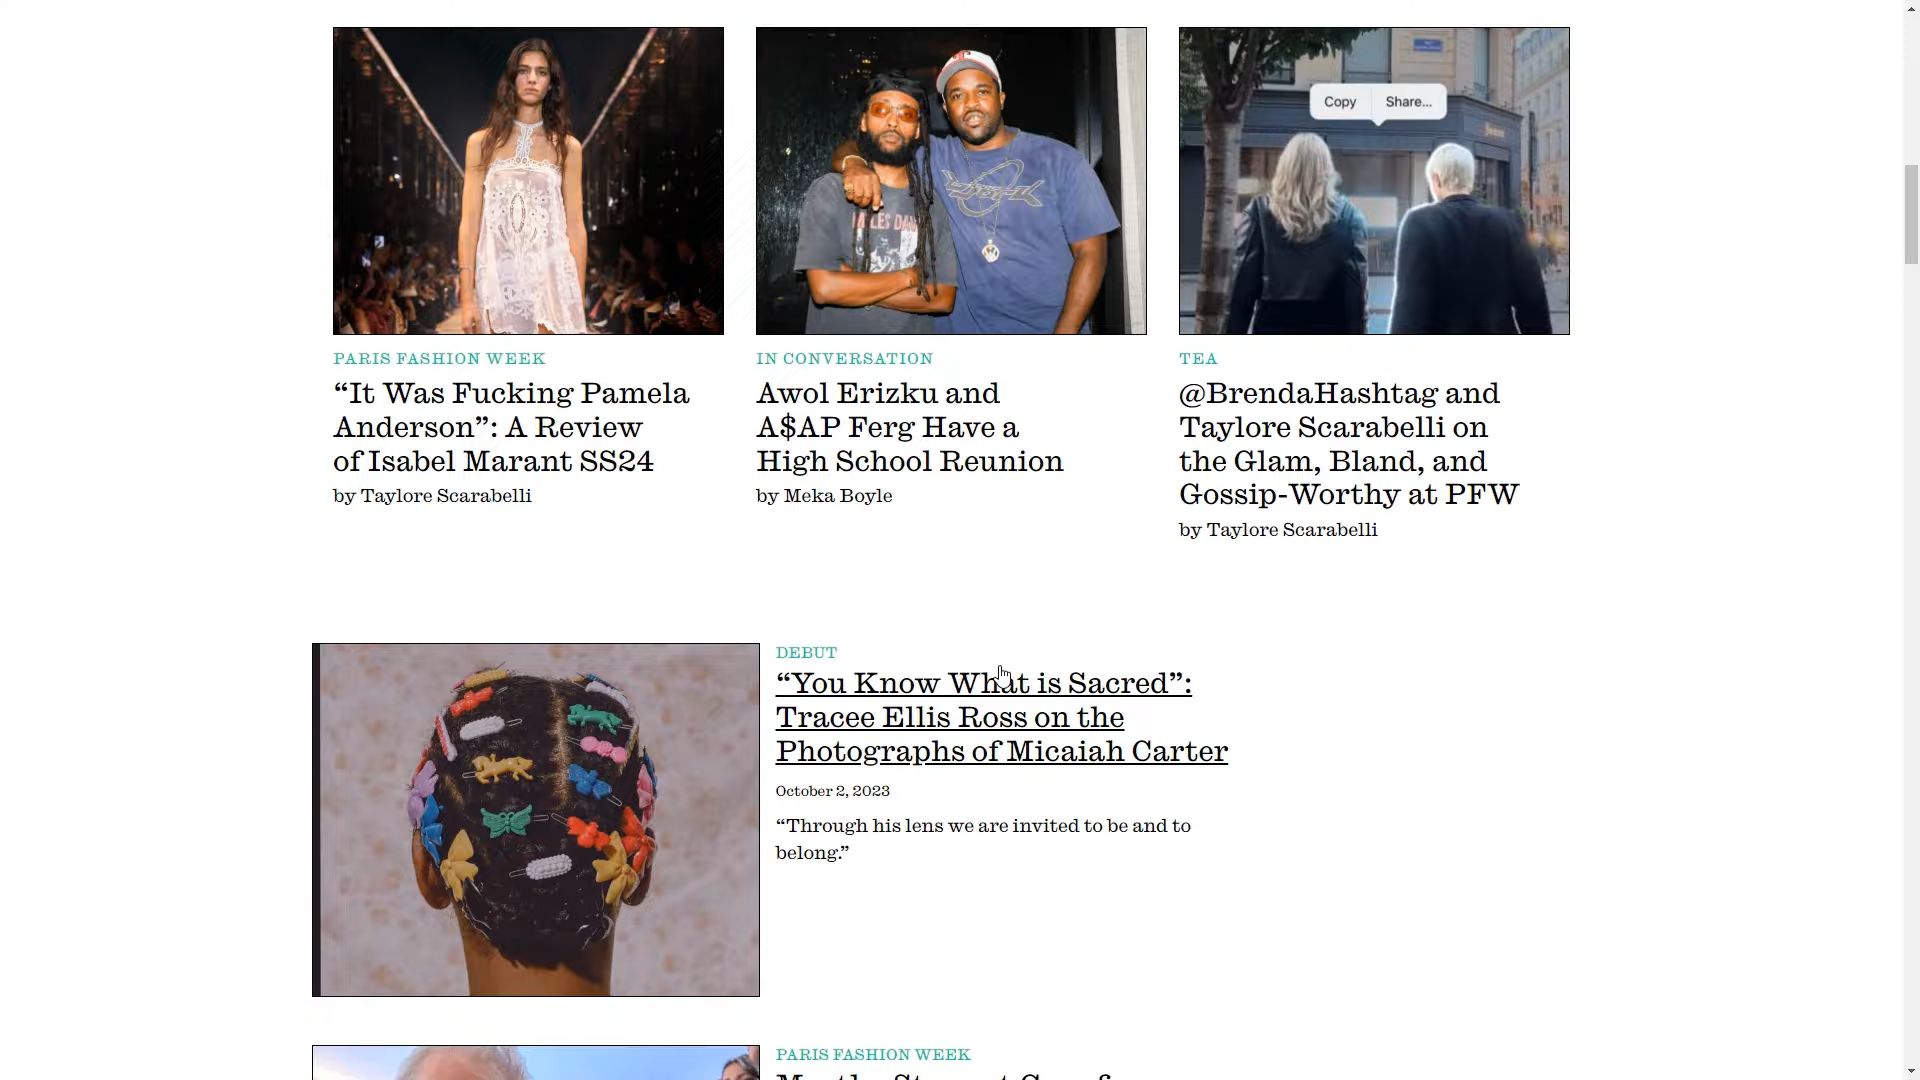 Copy Share...
PARIS FASHION WEEK
“It Was Fucking Pamela
Anderson”: A Review
of Isabel Marant SS24
by Taylore Scarabelli
IN CONVERSATION
Awol Erizku and
A$AP Ferg Have a
High School Reunion
by Meka Boyle
TEA
@BrendaHashtag and
Taylore Scarabelli on
the Glam, Bland, and
Gossip-Worthy at PFW
by Taylore Scarabelli
DEBUT
“You Know What is Sacred”:
Tracee Ellis Ross on the
Photographs of Micaiah Carter
October 2, 2023
“Through his lens we are invited to be and to
belong.”
PARIS FASHION WEEK